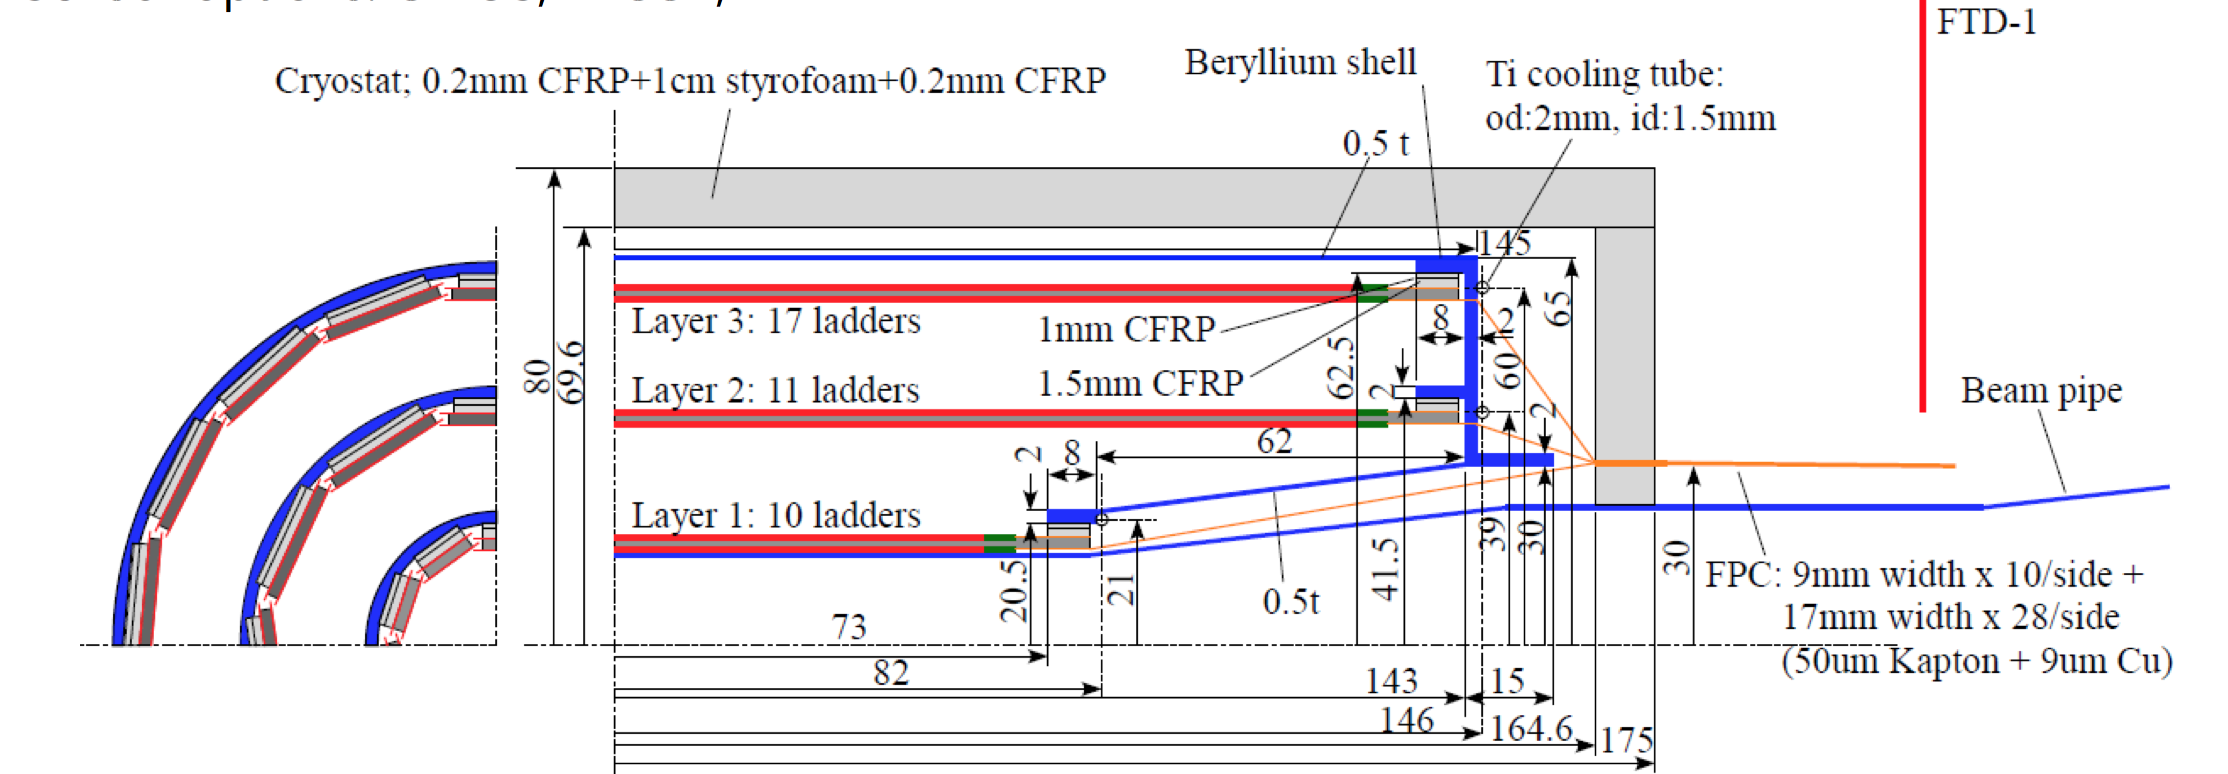 FTD-1
Beryllium shell
Ti cooling tube:
od:2mm, id:1.5mm
Cryostat; 0.2mm CFRP+1cm styrofoam+0.2mm CFRP
0.5 t
145
Layer 3: 17 ladders
1mm CFRP
8
2
65
80
69.6
62.5
60
1.5mm CFRP
2
Layer 2: 11 ladders
2
Beam pipe
62
2
8
Layer 1: 10 ladders
39
30
41.5
30
20.5
21
0.5t
FPC: 9mm width x 10/side +
17mm width x 28/side
(50um Kapton + 9um Cu)
73
82
143
15
146
164.6
175